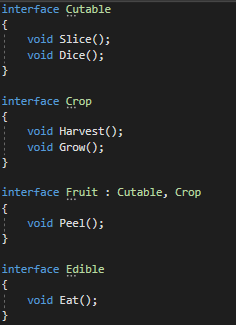 interface Cutable
{
void Slice();
void Dice();
}
interface Crop
{
void Harvest();
void Grow();
}
interface Fruit : Cutable, Crop
{
void Peel();
}
interface Edible
{
void Eat();
}